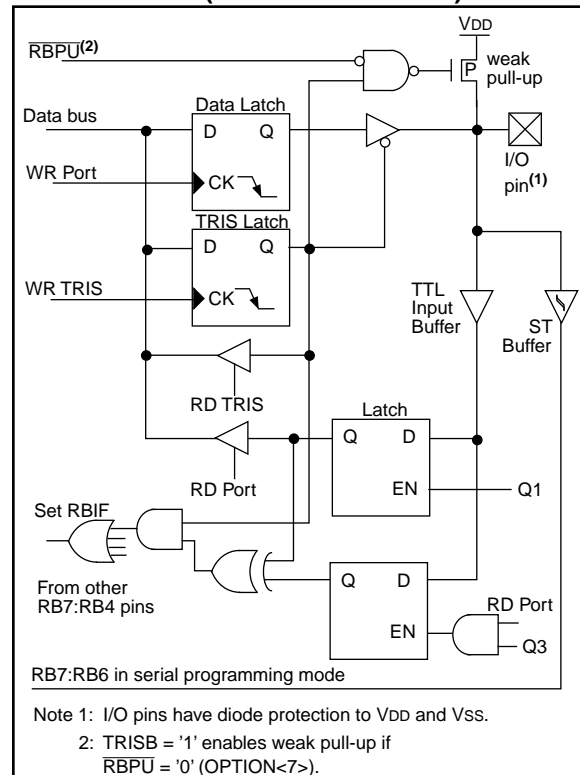 VDD
RBPU(2)
P
weak
pull-up
Data Latch
Data bus
D Q
I/O
pin(1)
WR Port
CK
TRIS Latch
D Q
WR TRIS
CK
TTL
Input
Buffer
ST
Buffer
RD TRIS
Latch
Q D
RD Port
EN
Q1
Set RBIF
From other
RB7:RB4 pins
Q D
RD Port
EN
Q3
RB7:RB6 in serial programming mode
Note 1: I/O pins have diode protection to VDD and VSS.
2: TRISB = '1' enables weak pull-up if
RBPU = '0' (OPTION<7>).